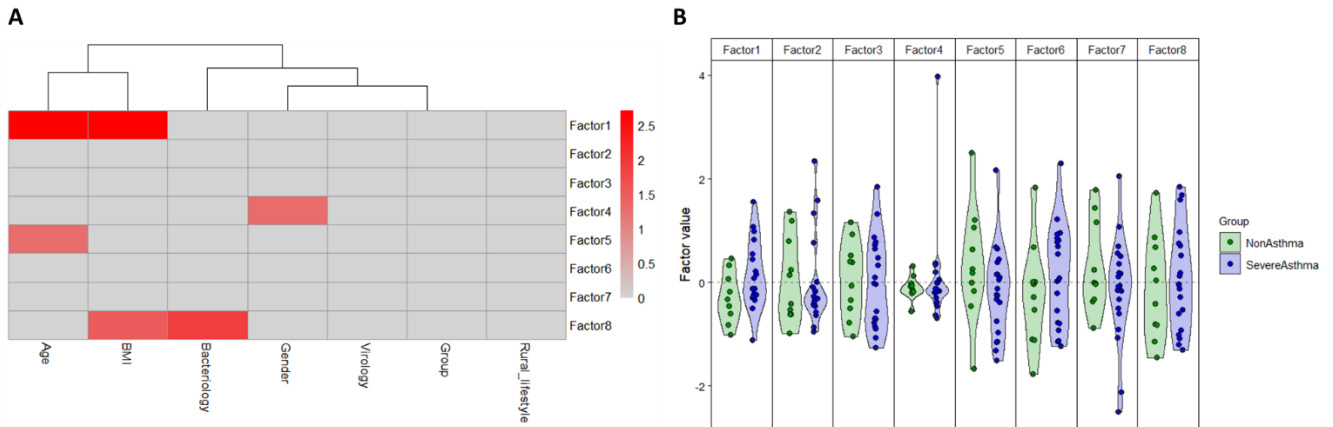 A
Factor1
Factor2
Factor3
Factor4
Factor5
Factor6
Factor7
Factor8
2.5
2
1.5
1
0.5
0
Age
BMI
Bacteriology
Gender
Virology
Group
Rural_lifestyle
B
Factor1 Factor2 Factor3 Factor4 Factor5 Factor6 Factor7 Factor8
4
2
0
-2
Factor value
Group
NonAsthma
SevereAsthma